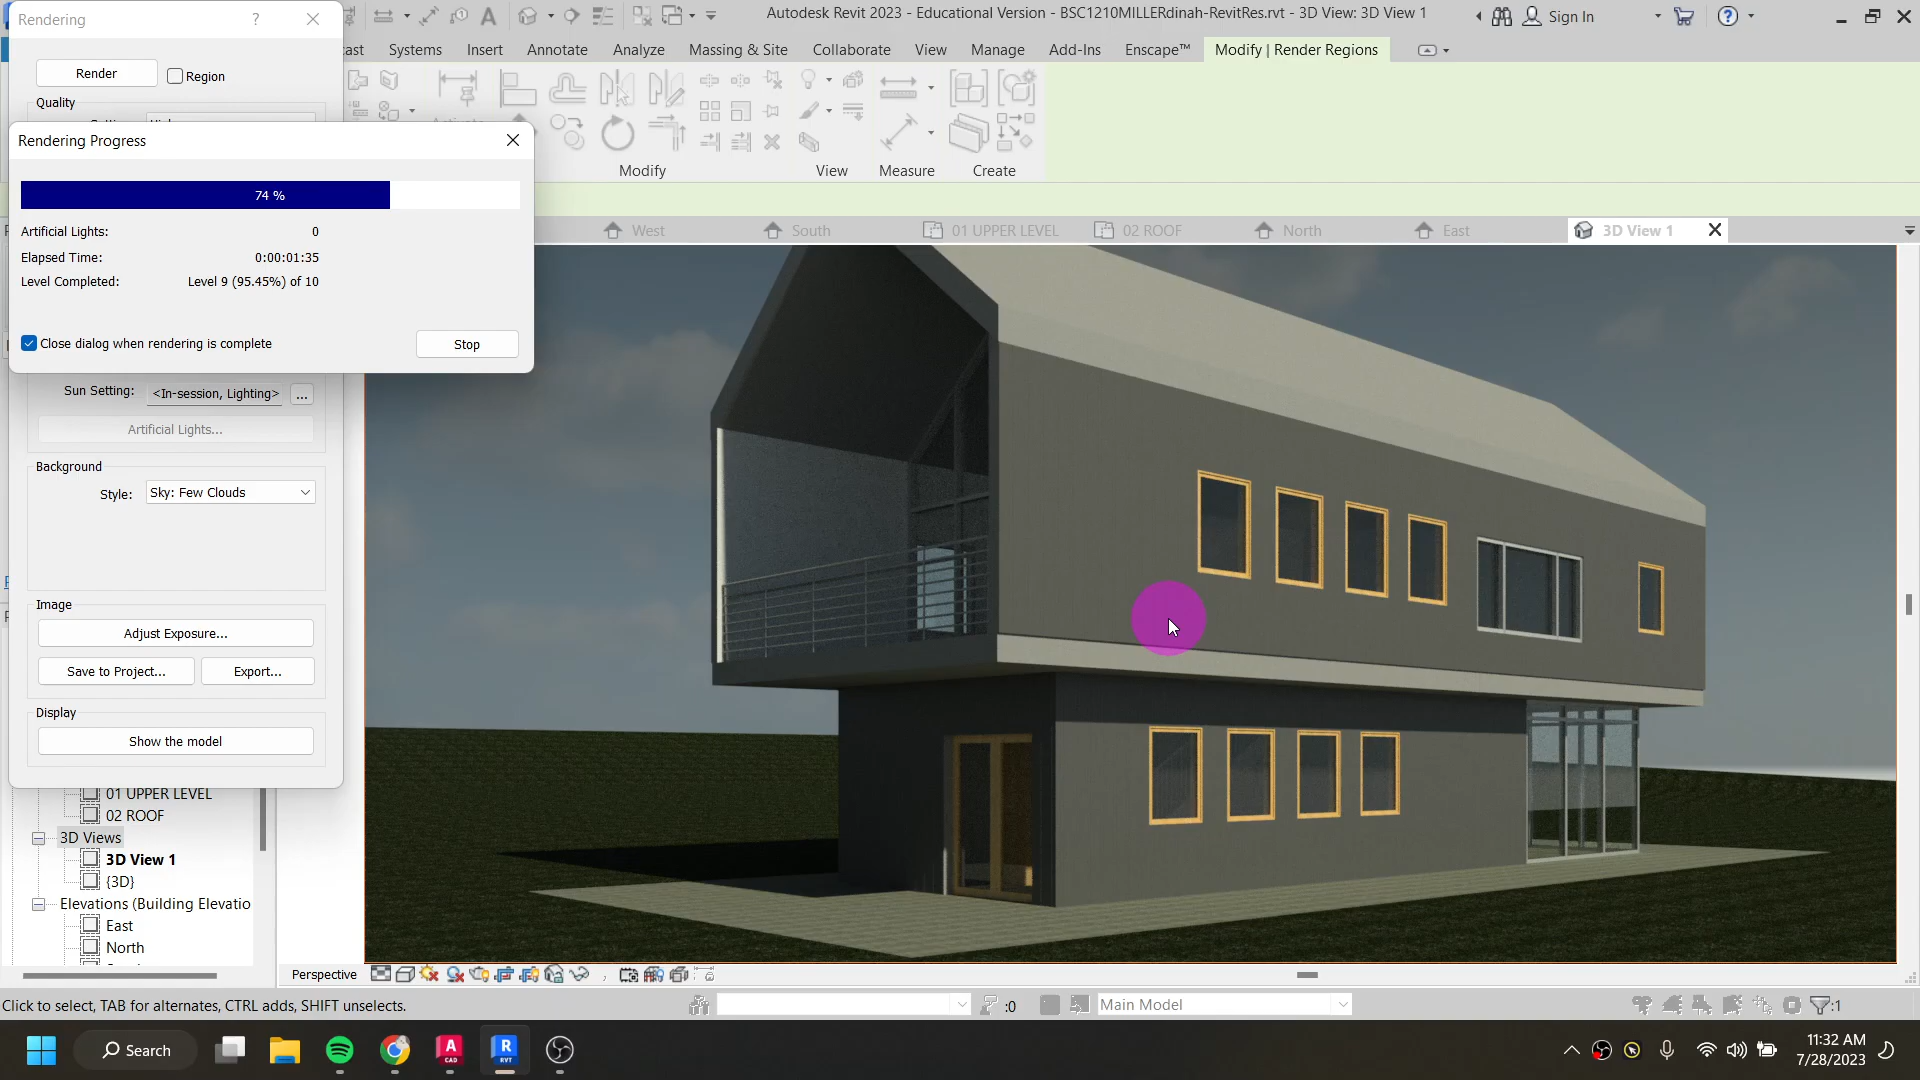 Rendering
?
Autodesk Revit 2023 - Educational Version - BSC1210MILLERdinah-RevitRes.rvt - 3D View: 3D View 1
Sign In
Systems
Insert
Annotate
Analyze
Massing & Site
Collaborate
View
Manage
Add-Ins
Enscape™
Modify | Render Regions
Render
Region
Quality
Rendering Progress
74 %
Artificial Lights:
0
Elapsed Time:
0:00:01:35
Level Completed:
Level 9 (95.45%) of 10
Close dialog when rendering is complete
Stop
Modify
View
Measure
Create
West
South
01 UPPER LEVEL
02 ROOF
North
East
3D View 1
Sun Setting:
<In-session, Lighting>
...
Artificial Lights...
Background
Style:
Sky: Few Clouds
Image
Adjust Exposure...
Save to Project...
Export...
Display
Show the model
01 UPPER LEVEL
02 ROOF
3D Views
3D View 1
{3D}
Elevations (Building Elevatio
East
North
Perspective
Click to select, TAB for alternates, CTRL adds, SHIFT unselects.
:0
Main Model
:1
Search
A
CAD
R
RVT
11:32 AM
7/28/2023